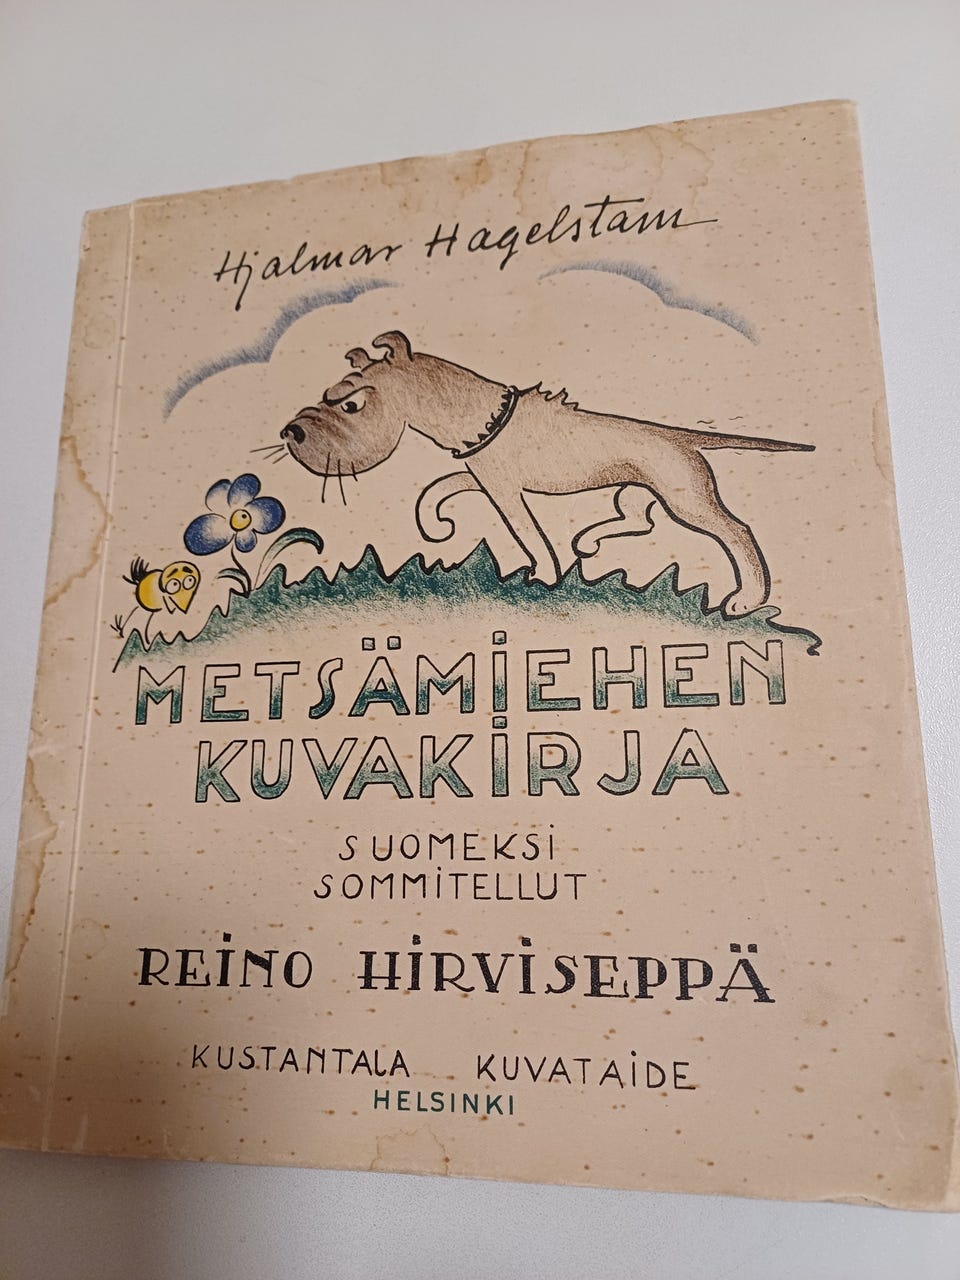 Hjalmar Hagelstam
METSÄMIEHEN
KUVAKIRJA
SUOMEKSI
SOMMITELLUT
REINO HIRVISEPPÄ
KUSTANTALA KUVATAIDE
HELSINKI